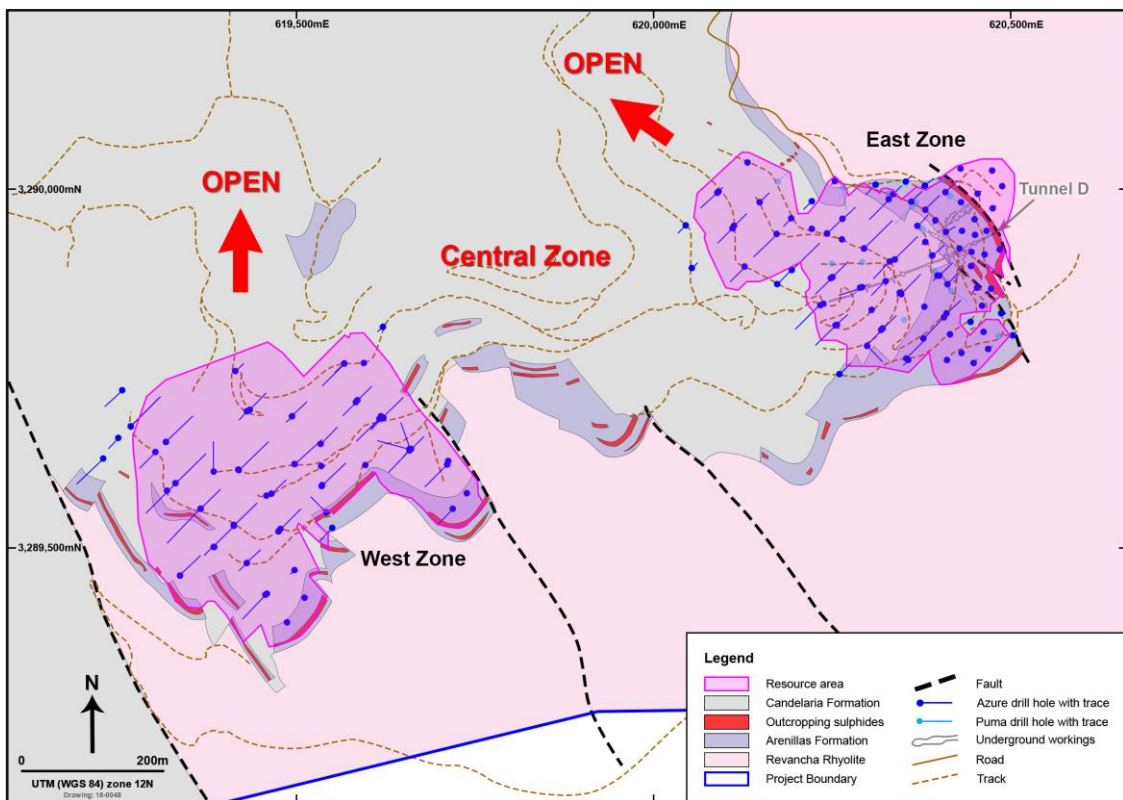 619,500mE
620,000mE
620,500mE
OPEN
East Zone
3,290,000mN
OPEN
Tunnel D
Central Zone
3,289,500mN
West Zone
N
0 200m
UTM (WGS 84) zone 12N
Drawing: 18-0048
Legend
Resource area
Candelaria Formation
Outcropping sulphides
Arenillas Formation
Revancha Rhyolite
Project Boundary
Fault
Azure drill hole with trace
Puma drill hole with trace
Underground workings
Road
Track